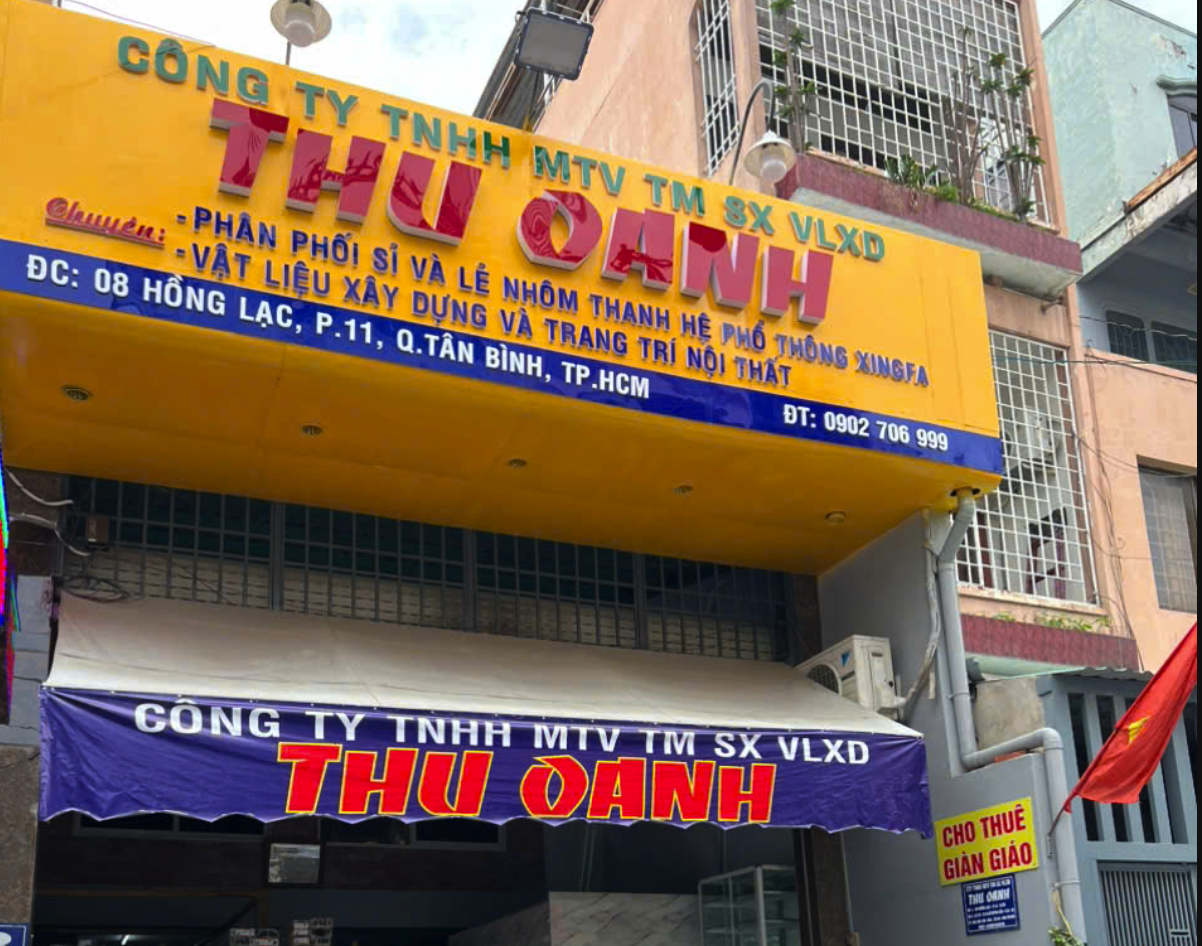 CÔNG TY TNHH MTV TM SX VLXD
THU OANH
Chuyên:
-PHÂN PHỐI SỈ VÀ LẺ NHÔM THANH HỆ PHỔ THÔNG XINGFA
-VẬT LIỆU XÂY DỰNG VÀ TRANG TRÍ NỘI THẤT
ĐC: 08 HỒNG LẠC, P.11, Q.TÂN BÌNH, TP.HCM
ĐT: 0902 706 999
CÔNG TY TNHH MTV TM SX VLXD
THU OANH
CHO THUÊ
GIÀN GIÁO
THU OANH